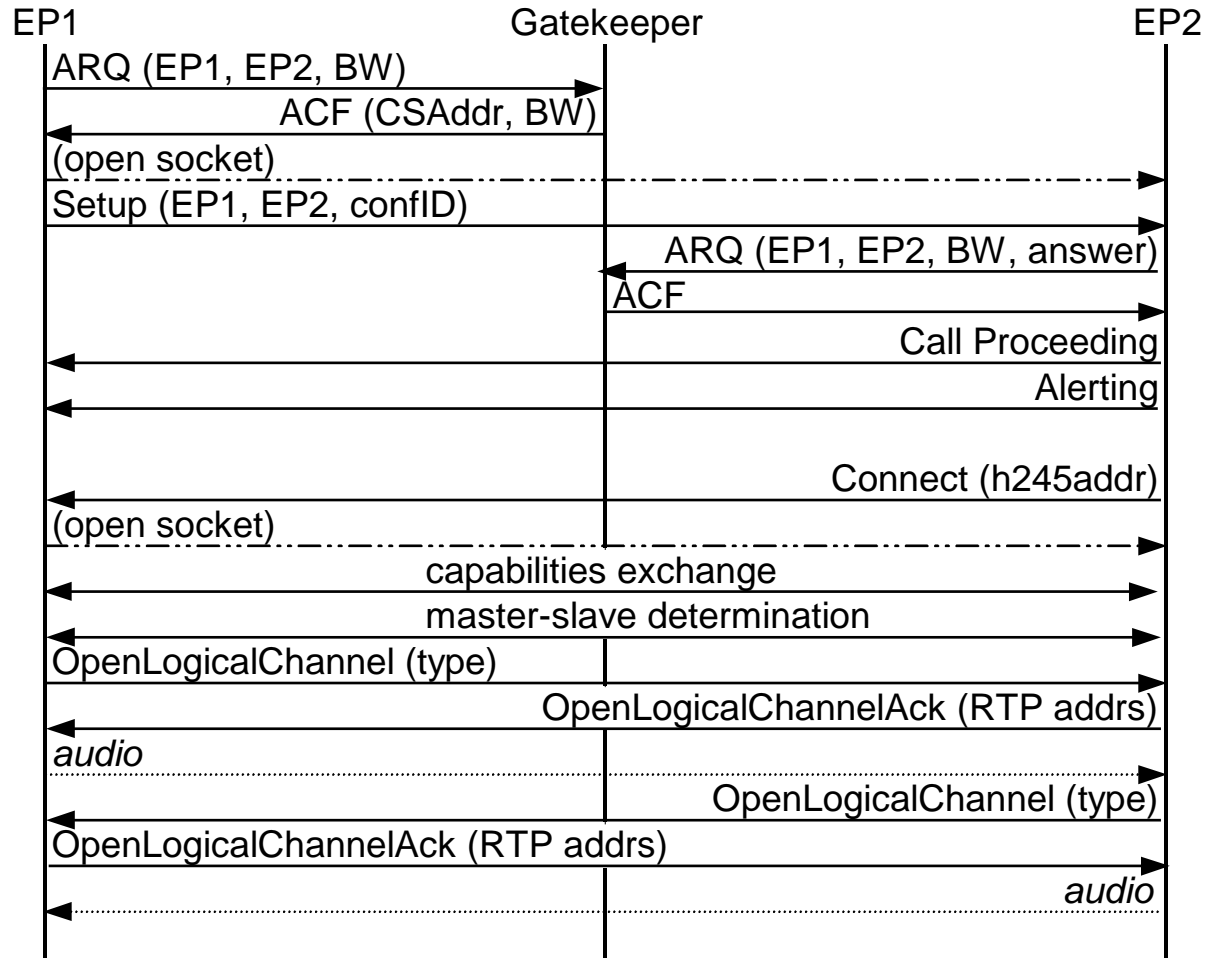 EP1 Gatekeeper EP2
ARQ (EP1, EP2, BW)
ACF (CSAddr, BW)
(open socket)
Setup (EP1, EP2, confID)
ARQ (EP1, EP2, BW, answer)
ACF
Call Proceeding
Alerting
Connect (h245addr)
(open socket)
capabilities exchange
master-slave determination
OpenLogicalChannel (type)
OpenLogicalChannelAck (RTP addrs)
audio
OpenLogicalChannel (type)
OpenLogicalChannelAck (RTP addrs)
audio